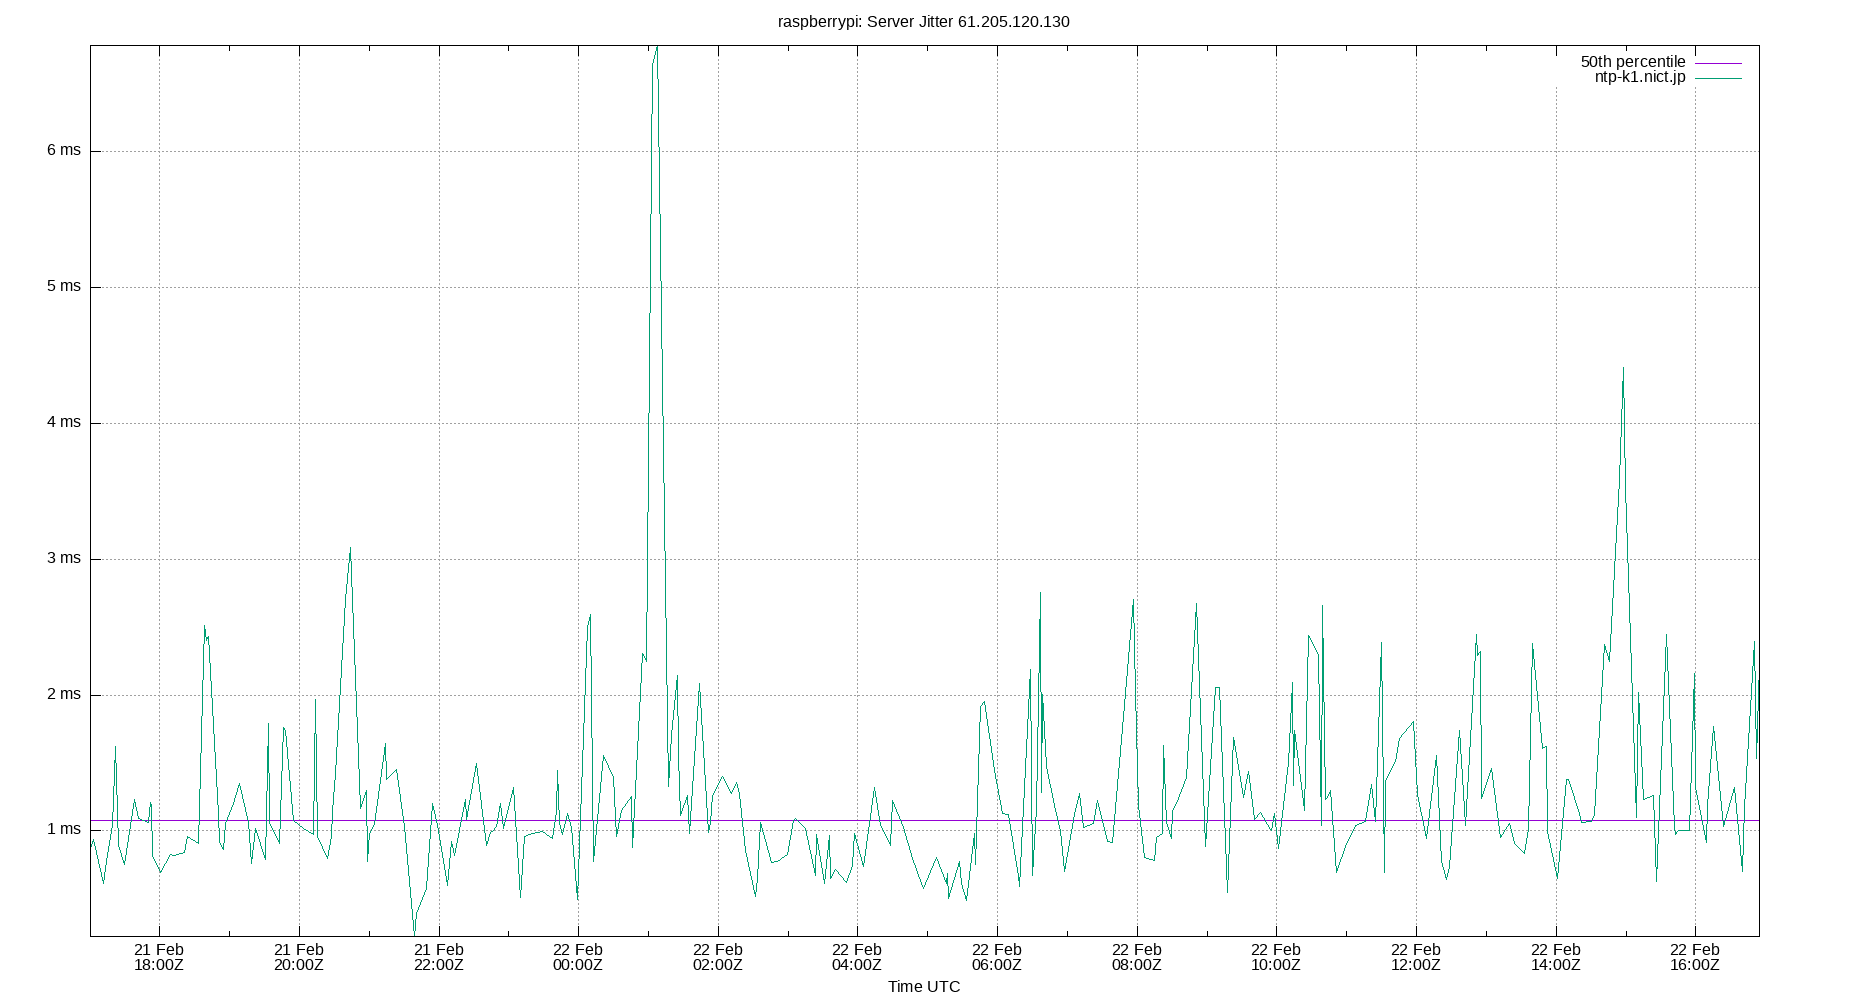 raspberrypi: Server Jitter 61.205.120.130
50th percentile
ntp-k1.nict.jp
6 ms
5 ms
4 ms
3 ms
2 ms
1 ms
21 Feb 21 Feb 21 Feb 22 Feb 22 Feb 22 Feb 22 Feb 22 Feb 22 Feb 22 Feb 22 Feb 22 Feb
18:00Z 20:00Z 22:00Z 00:00Z 02:00Z 04:00Z 06:00Z 08:00Z 10:00Z 12:00Z 14:00Z 16:00Z
Time UTC